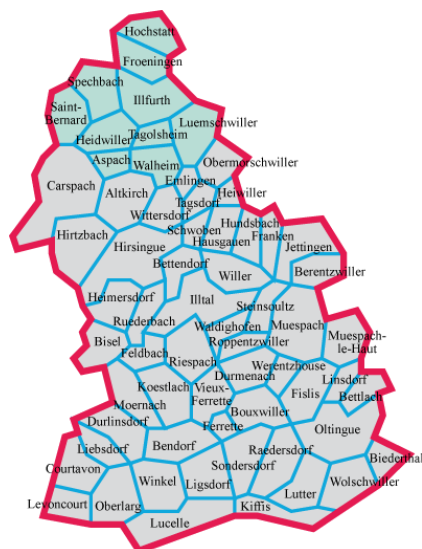 Hochstatt
Froeningen
Spechbach
Illfurth
Saint-
Bernard
Luemschwiller
Heidwiller
Tagolsheim
Aspach
Walheim
Obermorschwiller
Carspach
Emlingen
Altkirch
Heiwiller
Tagsdorf
Wittersdorf
Hundsbach
Hirtzbach
Schwoben
Franken
Hirsingue
Hausgauen
Jettingen
Bettendorf
Berentzwiller
Willer
Heimersdorf
Illtal
Steinsoultz
Ruederbach
Waldighofen
Muespach
Bisel
Roppentzwiller
Muespach-
le-Haut
Feldbach
Riespach
Werentzhouse
Durmenach
Linsdorf
Koestlach
Vieux-
Ferrette
Fislis
Bettlach
Moernach
Bouxwiller
Durlinsdorf
Ferrette
Oltingue
Liebsdorf
Bendorf
Raedersdorf
Biederthal
Courtavon
Sondersdorf
Winkel
Ligsdorf
Wolschwiller
Levoncourt
Oberlarg
Lutter
Kiffis
Lucelle